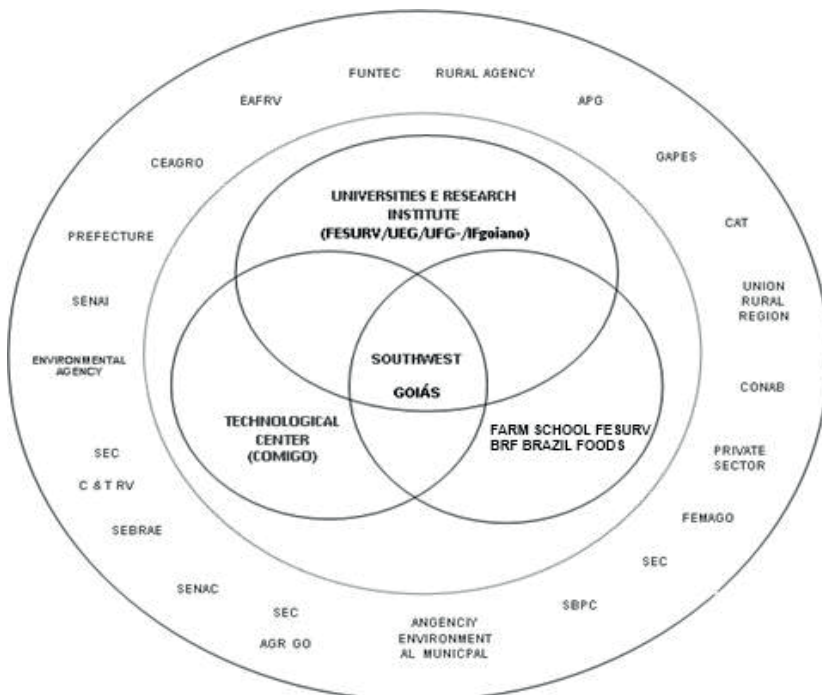 FUNTEC
RURAL AGENCY
EAFRV
APG
CEAGRO
GAPES
PREFECTURE
CAT
SENAI
UNION
RURAL
REGION
ENVIRONMENTAL
AGENCY
CONAB
SEC
C & T RV
PRIVATE
SECTOR
SEBRAE
FEMAGO
SENAC
SEC
SEC
AGR GO
SBPC
ANGENCIY
ENVIRONMENT
AL MUNICPAL
UNIVERSITIES E RESEARCH
INSTITUTE
(FESURV/UEG/UFG-/IFgoiano)
SOUTHWEST
GOIÁS
TECHNOLOGICAL
CENTER
(COMIGO)
FARM SCHOOL FESURV
BRF BRAZIL FOODS